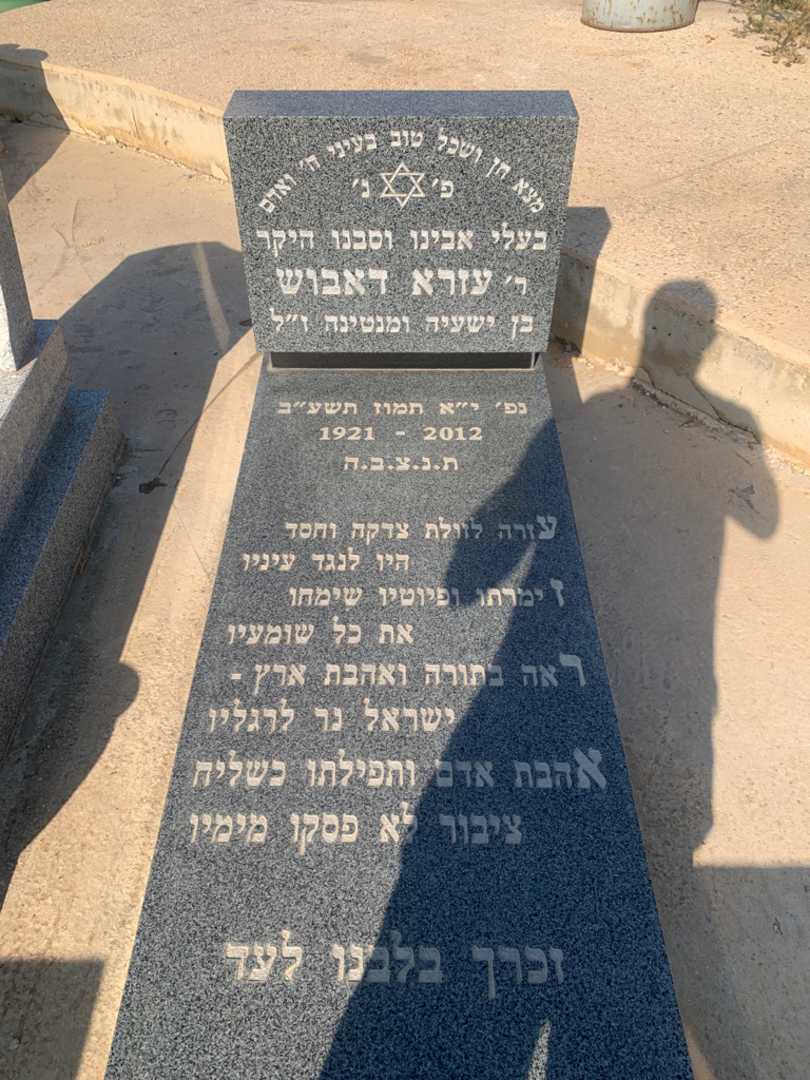 מצא חן ושכל טוב בעיני ה' ואדם
פ' נ'
בעלי אבינו וסבנו היקר
ר' עזרא דאבוש
בן ישעיה ומנטינה ז"ל
נפ' י"א תמוז תשע"ב
1921 - 2012
ת.נ.צ.ב.ה
עזרה לזולת צדקה וחסד
היו לנגד עיניו
זימרתו ופיוטיו שימחו
את כל שומעיו
ראה בתורה ואהבת ארץ -
ישראל נר לרגליו
אהבת אדם ותפילתו כשליח
ציבור לא פסקו מימיו
זכרך בלבנו לעד